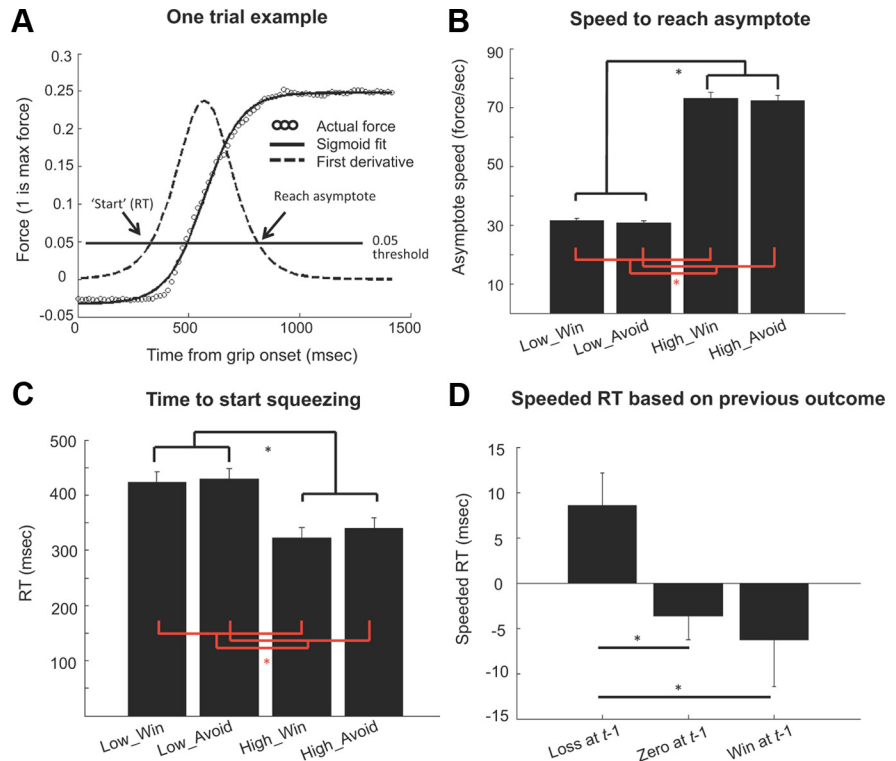 A
One trial example
Force (1 is max force)
0.3
0.25
0.2
0.15
0.1
0.05
0
-0.05
Actual force
Sigmoid fit
First derivative
'Start' (RT)
Reach asymptote
0.05
threshold
0
500
1000
1500
Time from grip onset (msec)
B
Speed to reach asymptote
Asymptote speed (force/sec)
90
70
50
30
10
*
*
Low_Win
Low_Avoid
High_Win
High_Avoid
C
Time to start squeezing
RT (msec)
500
400
300
200
100
*
*
Low_Win
Low_Avoid
High_Win
High_Avoid
D
Speeded RT based on previous outcome
Speeded RT (msec)
15
10
5
0
-5
-10
-15
*
*
Loss at t-1
Zero at t-1
Win at t-1